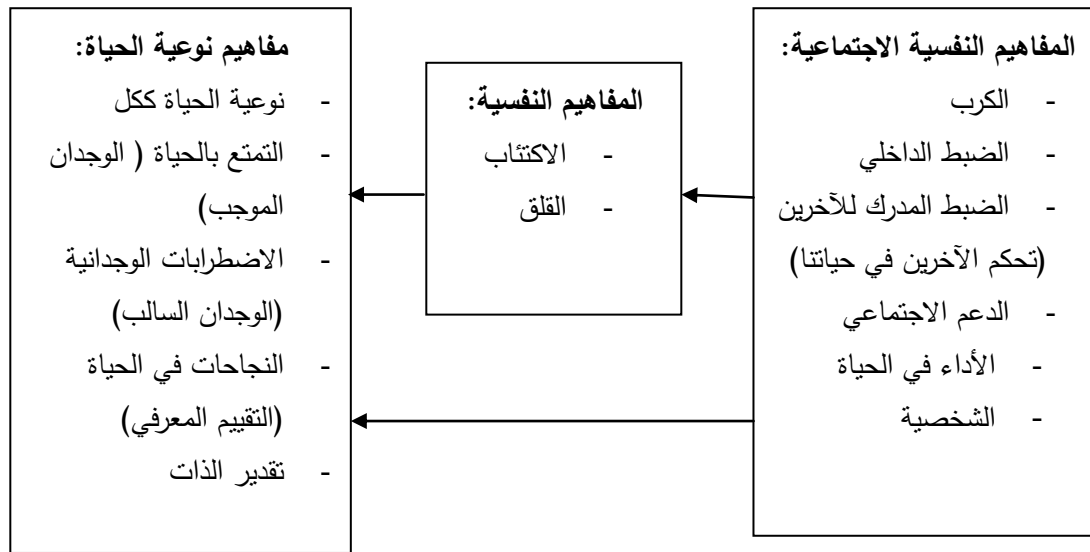 المفاهيم النفسية الاجتماعية:
- الكرب
- الضبط الداخلي
- الضبط المدرك للآخرين
(تحكم الآخرين في حياتنا)
- الدعم الاجتماعي
- الأداء في الحياة
- الشخصية
المفاهيم النفسية:
- الاكتئاب
- القلق
مفاهيم نوعية الحياة:
- نوعية الحياة ككل
- التمتع بالحياة ( الوجدان
الموجب)
- الاضطرابات الوجدانية
(الوجدان السالب)
- النجاحات في الحياة
(التقييم المعرفي)
- تقدير الذات